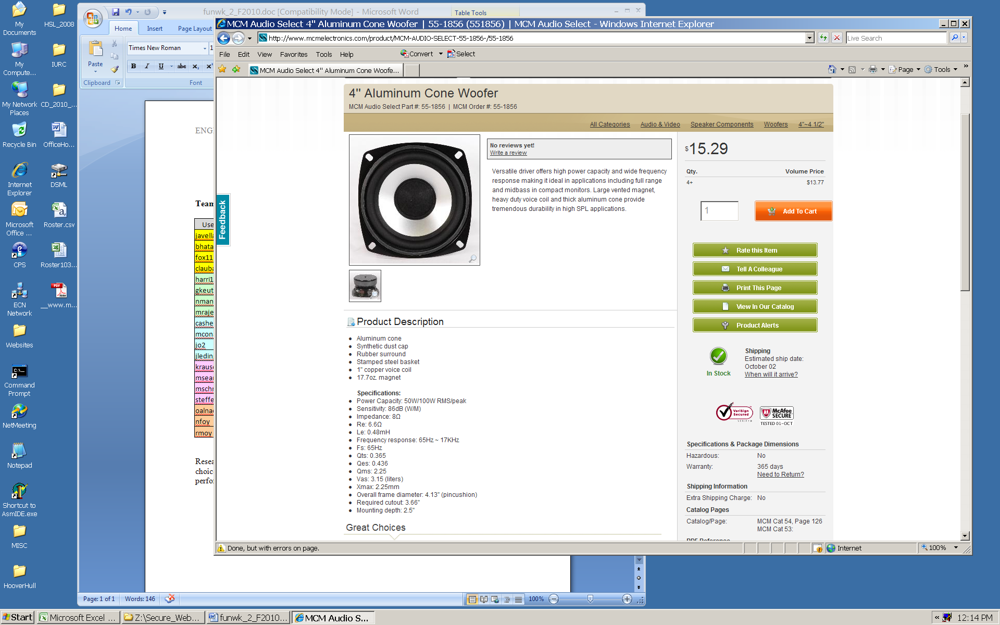 My Documents
HSL_2008
My Compute...
IURC
My Network Places
CD_2010_...
Recycle Bin
OfficeHo...
Internet Explorer
DSML
Microsoft Office ...
Roster.csv
CPS
Roster103...
ECN Network
__www.m...
Websites
Command Prompt
NetMeeting
Notepad
Shortcut to AsmIDE.exe
MISC
HooverHull
funwk_2_F2010.doc [Compatibility Mode] - Microsoft Word
Table Tools
Home Insert Page Layout
Paste
Times New Roman
B I U abc X₂ X²
Clipboard
Font
ENG
Team
Use
javella
bhata
fox11
clauba
harri1
gkeut
nman
mraje
cashe
mcon
jo2
jledin
kraus
msear
mschr
steffe
oalnac
nfoy
rmoy
Resea
choic
perfor
Page: 1 of 1 Words: 146
100%
MCM Audio Select 4" Aluminum Cone Woofer | 55-1856 (551856) | MCM Audio Select - Windows Internet Explorer
http://www.mcmelectronics.com/product/MCM-AUDIO-SELECT-55-1856-/55-1856
Live Search
File Edit View Favorites Tools Help
Convert Select
MCM Audio Select 4" Aluminum Cone Woofe...
Page Tools
4" Aluminum Cone Woofer
MCM Audio Select Part #: 55-1856 | MCM Order #: 55-1856
All Categories Audio & Video Speaker Components Woofers 4"~4 1/2"
Feedback
No reviews yet!
Write a review
Versatile driver offers high power capacity and wide frequency
response making it ideal in applications including full range
and midbass in compact monitors. Large vented magnet,
heavy duty voice coil and thick aluminum cone provide
tremendous durability in high SPL applications.
$15.29
Qty. Volume Price
4+ $13.77
1
Add To Cart
Rate this Item
Tell A Colleague
Print This Page
View In Our Catalog
Product Alerts
In Stock
Shipping
Estimated ship date:
October 02
When will it arrive?
VeriSign Secured
VERIFY
McAfee SECURE
TESTED 01-OCT
Specifications & Package Dimensions
Hazardous: No
Warranty: 365 days
Need to Return?
Shipping Information
Extra Shipping Charge: No
Catalog Pages
Catalog/Page: MCM Cat 54, Page 126
MCM Cat 53:
PDF Reference
Product Description
• Aluminum cone
• Synthetic dust cap
• Rubber surround
• Stamped steel basket
• 1" copper voice coil
• 17.7oz. magnet
Specifications:
• Power Capacity: 50W/100W RMS/peak
• Sensitivity: 86dB (W/M)
• Impedance: 8Ω
• Re: 6.6Ω
• Le: 0.48mH
• Frequency response: 65Hz ~ 17KHz
• Fs: 65Hz
• Qts: 0.365
• Qes: 0.436
• Qms: 2.25
• Vas: 3.15 (liters)
• Xmax: 2.25mm
• Overall frame diameter: 4.13" (pincushion)
• Required cutout: 3.66"
• Mounting depth: 2.5"
Great Choices
Done, but with errors on page.
Internet
100%
Start
Microsoft Excel ...
Z:\Secure_Web...
funwk_2_F2010...
MCM Audio S...
12:14 PM